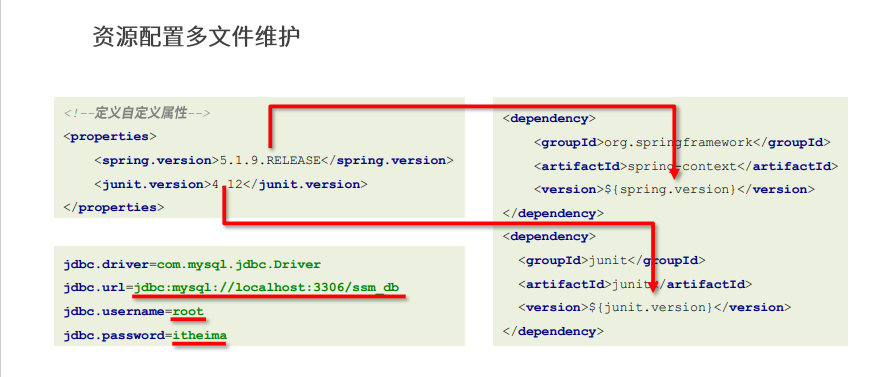 资源配置多文件维护
<!--定义自定义属性-->
<properties>
<spring.version>5.1.9.RELEASE</spring.version>
<junit.version>4.12</junit.version>
</properties>
jdbc.driver=com.mysql.jdbc.Driver
jdbc.url=jdbc:mysql://localhost:3306/ssm_db
jdbc.username=root
jdbc.password=itheima
<dependency>
<groupId>org.springframework</groupId>
<artifactId>spring-context</artifactId>
<version>${spring.version}</version>
</dependency>
<dependency>
<groupId>junit</groupId>
<artifactId>junit</artifactId>
<version>${junit.version}</version>
</dependency>